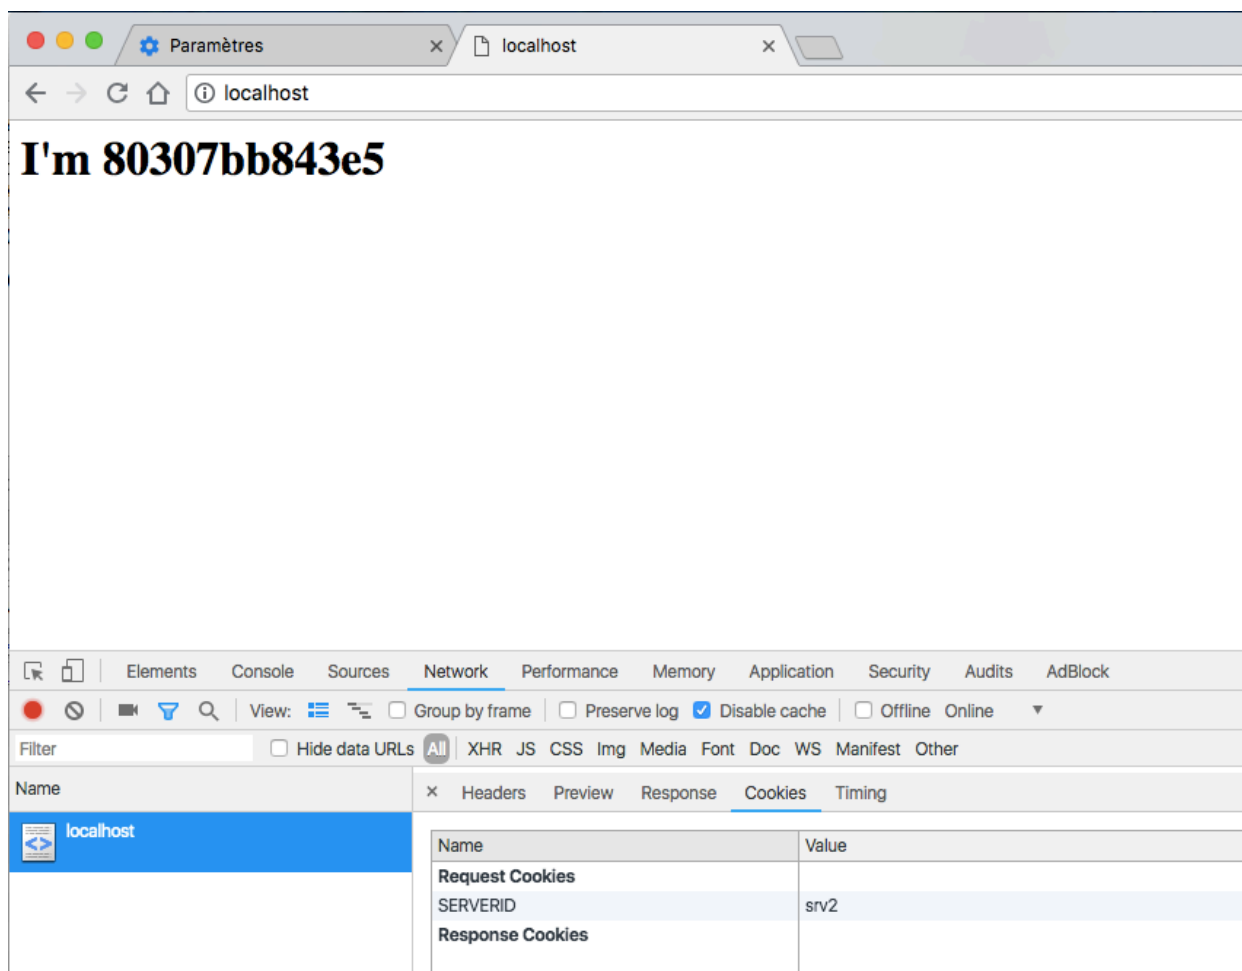 Paramètres localhost
localhost
I'm 80307bb843e5
Elements Console Sources Network Performance Memory Application Security Audits AdBlock
View: Group by frame Preserve log Disable cache Offline Online
Filter Hide data URLs All XHR JS CSS Img Media Font Doc WS Manifest Other
Name Headers Preview Response Cookies Timing
localhost
Name Value
Request Cookies
SERVERID srv2
Response Cookies